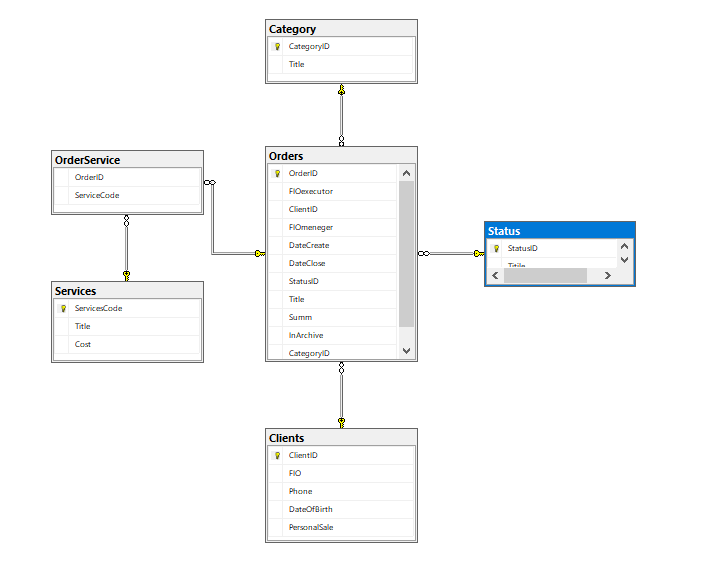 Category
CategoryID
Title
OrderService
OrderID
ServiceCode
Orders
OrderID
FIOexecutor
ClientID
FIOmeneger
DateCreate
DateClose
StatusID
Title
Summ
InArchive
CategoryID
Status
StatusID
Titile
Services
ServicesCode
Title
Cost
Clients
ClientID
FIO
Phone
DateOfBirth
PersonalSale